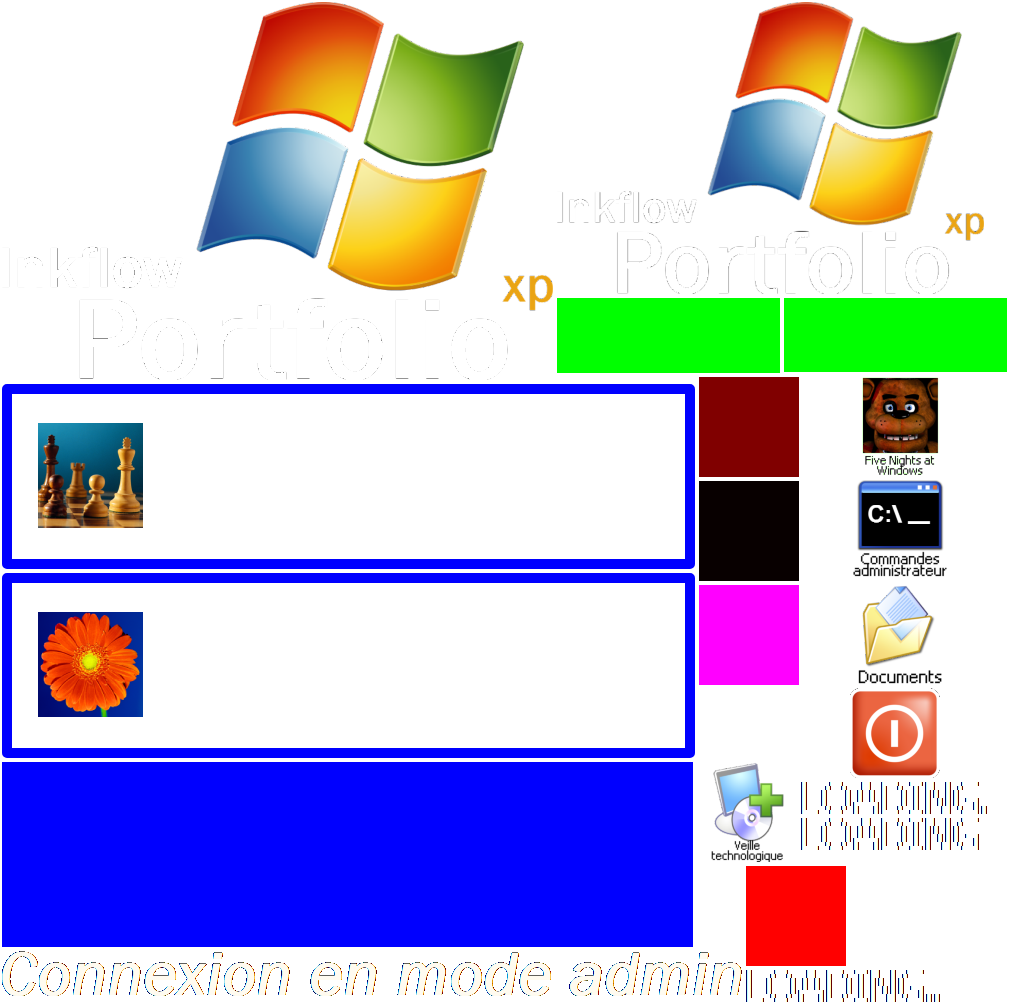 Inkflow
Portfolio
xp
Inkflow
Portfolio
xp
Five Nights at
Windows
C:\ _
Commandes
administrateur
Documents
Veille
technologique
Connexion en mode admin